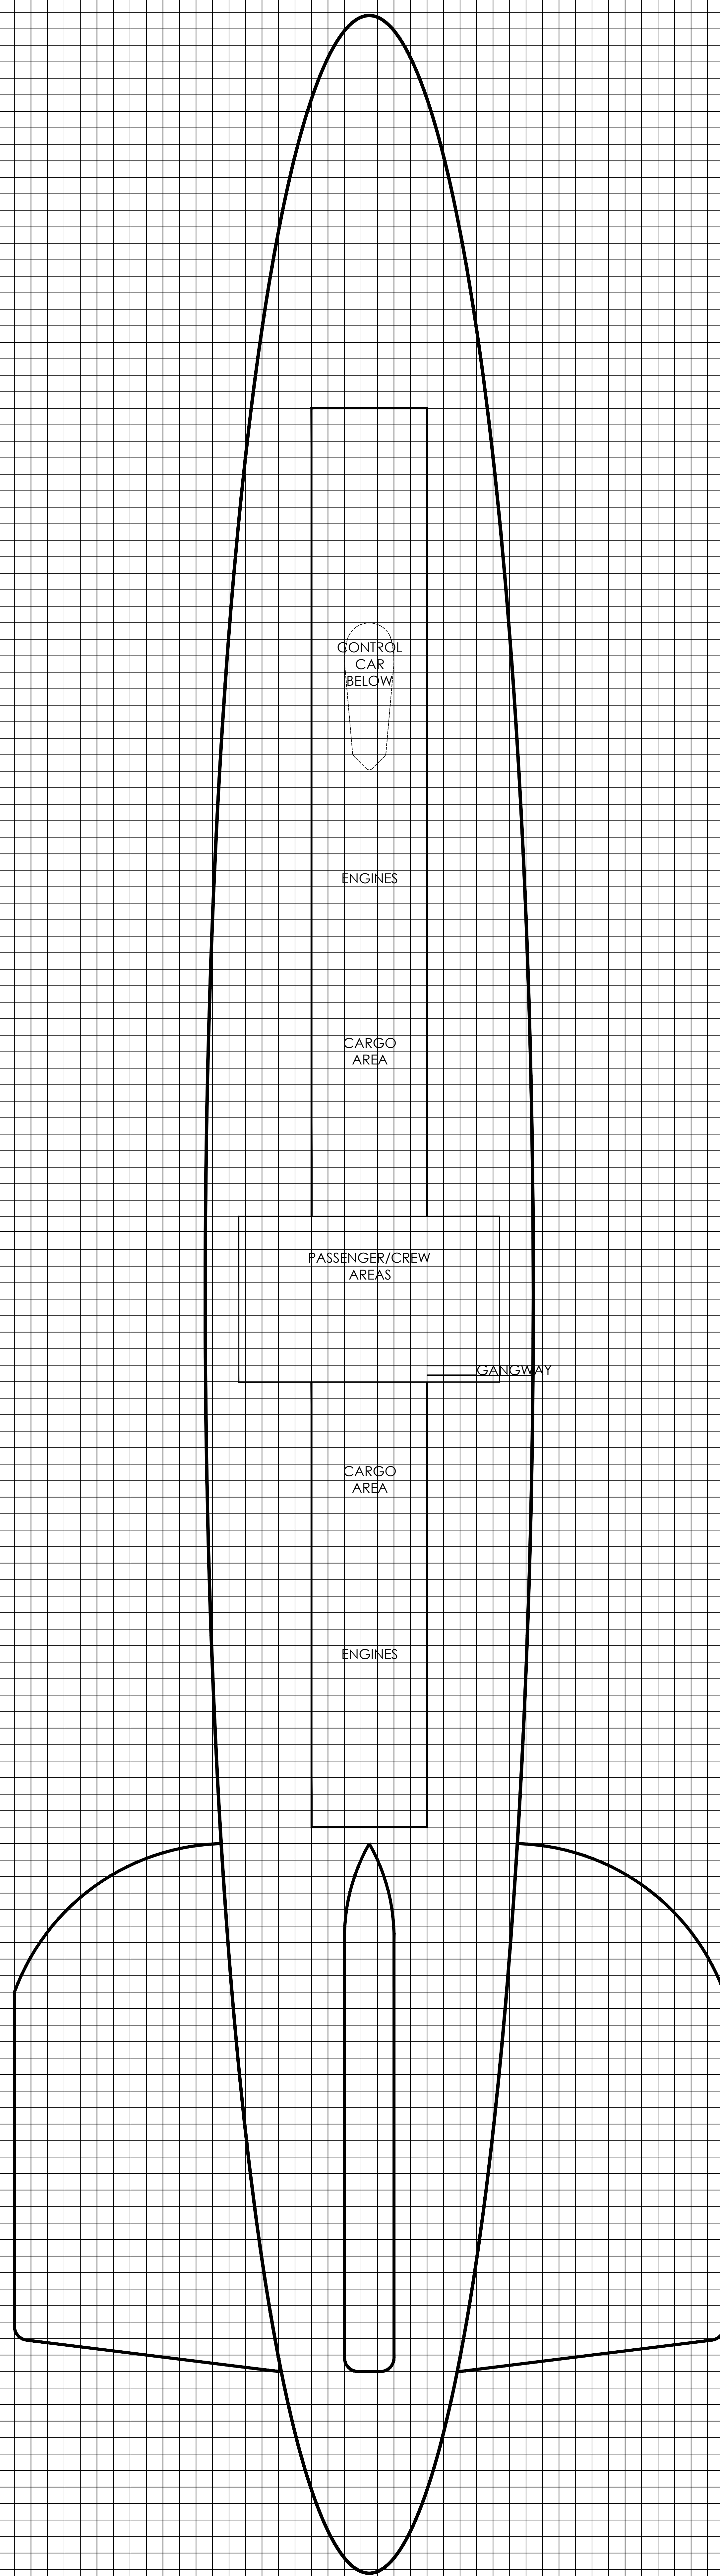 CONTROL
CAR
BELOW
ENGINES
CARGO
AREA
PASSENGER/CREW
AREAS
GANGWAY
CARGO
AREA
ENGINES